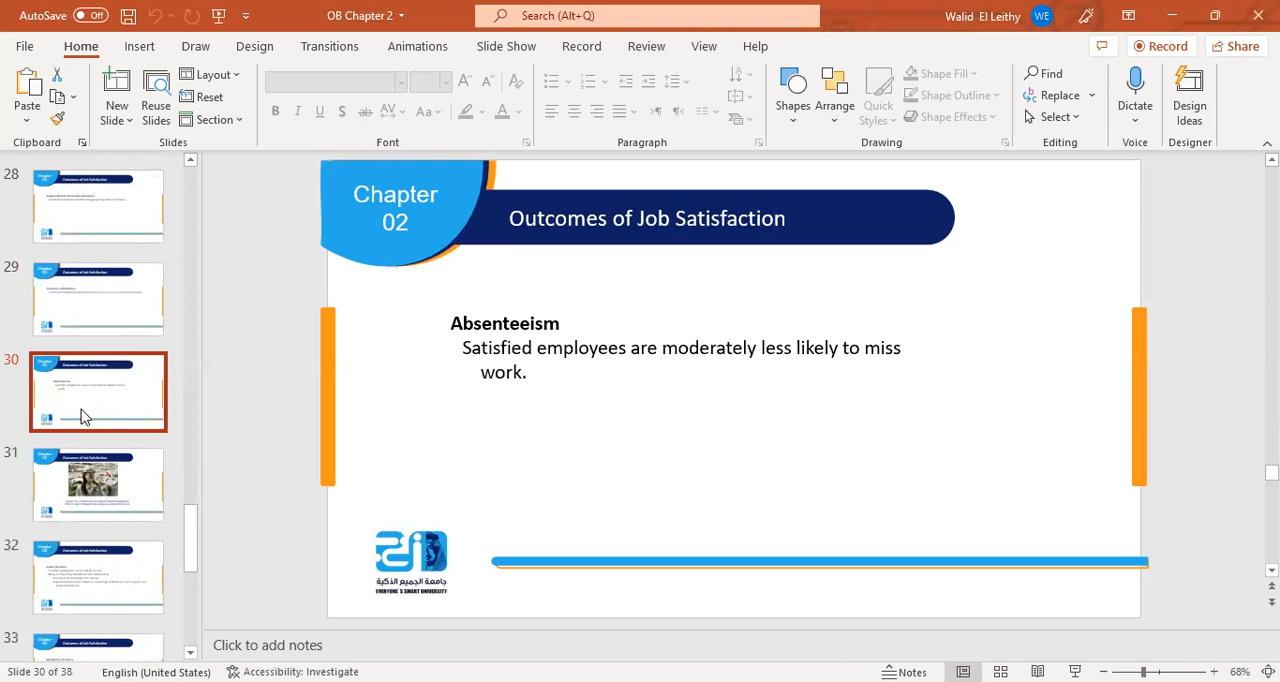 AutoSave Off OB Chapter 2 Search (Alt+Q) Walid El Leithy WE
File Home Insert Draw Design Transitions Animations Slide Show Record Review View Help Record Share
Paste New Slide Reuse Slides Layout Reset Section Shapes Arrange Quick Styles Shape Fill Shape Outline Shape Effects Find Replace Select Dictate Design Ideas
Clipboard Slides Font Paragraph Drawing Editing Voice Designer
28
29
30
31
32
33
Chapter
02
Outcomes of Job Satisfaction
Absenteeism
Satisfied employees are moderately less likely to miss
work.
جامعة الجميع الذكية
EVERYONE'S SMART UNIVERSITY
Click to add notes
Slide 30 of 38 English (United States) Accessibility: Investigate Notes 68%